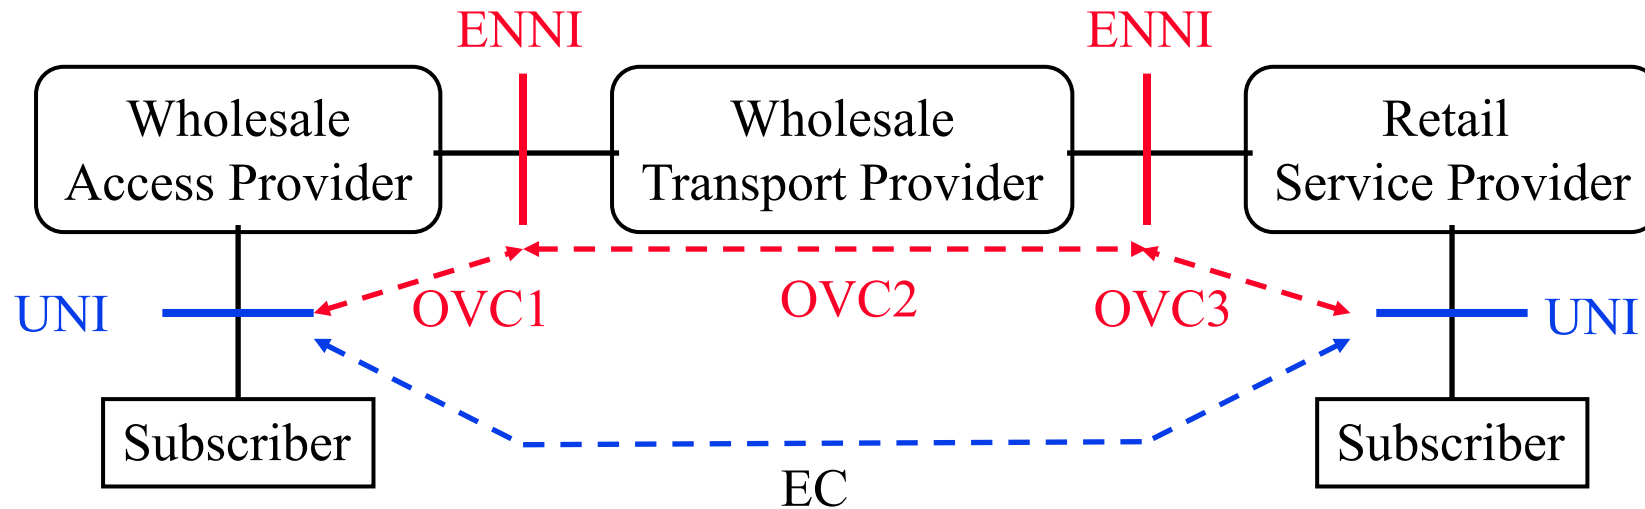 ENNI
ENNI
Wholesale
Access Provider
Wholesale
Transport Provider
Retail
Service Provider
UNI
OVC1
OVC2
OVC3
UNI
Subscriber
EC
Subscriber